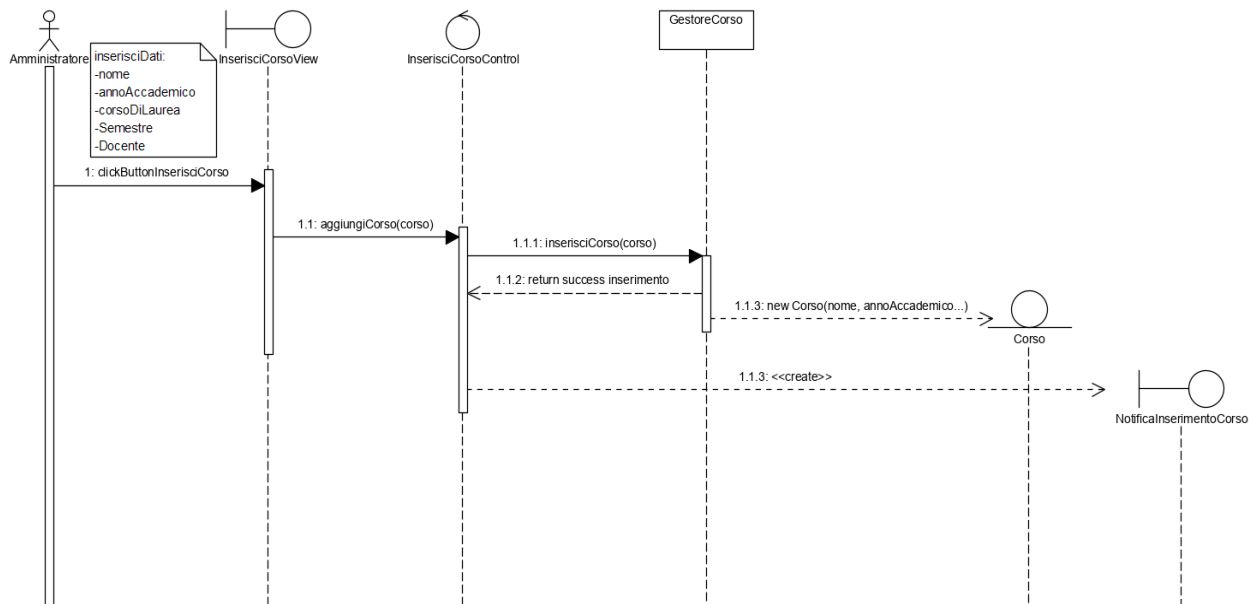 GestoreCorso
Amministratore
inserisciDati:
-nome
-annoAccademico
-corsoDiLaurea
-Semestre
-Docente
InserisciCorsoView
InserisciCorsoControl
1: clickButtonInserisciCorso
1.1: aggiungiCorso(corso)
1.1.1: inserisciCorso(corso)
1.1.2: return success inserimento
1.1.3: new Corso(nome, annoAccademico...)
Corso
1.1.3: <<create>>
NotificaInserimentoCorso